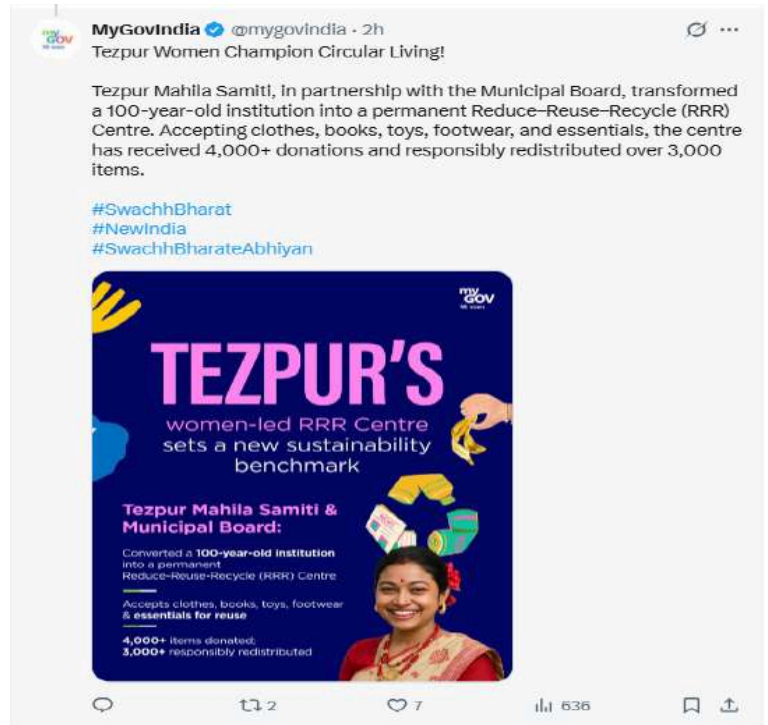 MyGovIndia @mygovindia · 2h
Tezpur Women Champion Circular Living!
Tezpur Mahila Samiti, in partnership with the Municipal Board, transformed
a 100-year-old institution into a permanent Reduce–Reuse–Recycle (RRR)
Centre. Accepting clothes, books, toys, footwear, and essentials, the centre
has received 4,000+ donations and responsibly redistributed over 3,000
items.
#SwachhBharat
#NewIndia
#SwachhBharateAbhiyan
my
GOV
TEZPUR'S
women-led RRR Centre
sets a new sustainability
benchmark
Tezpur Mahila Samiti &
Municipal Board:
Converted a 100-year-old institution
into a permanent
Reduce-Reuse-Recycle (RRR) Centre
Accepts clothes, books, toys, footwear
& essentials for reuse
4,000+ items donated;
3,000+ responsibly redistributed
2 7 636